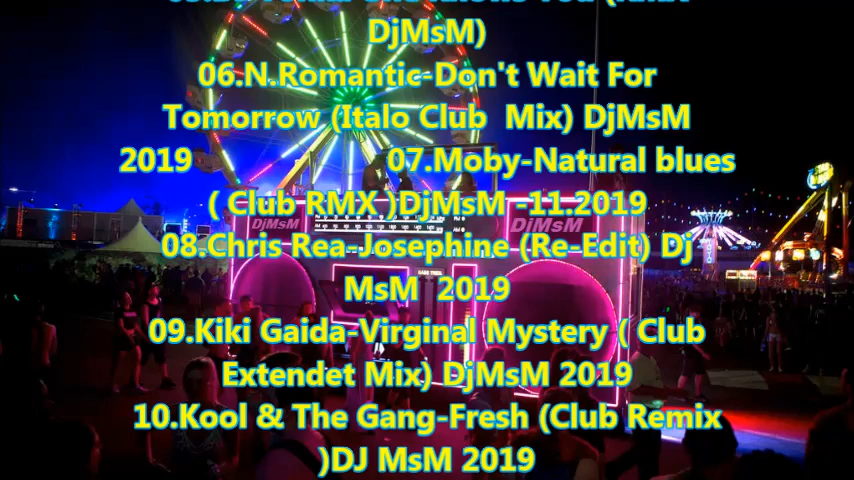 DjMsM)
06.N.Romantic-Don't Wait For
Tomorrow (Italo Club Mix) DjMsM
2019 07.Moby-Natural blues
( Club RMX )DjMsM -11.2019
DjMsM DjMsM
08.Chris Rea-Josephine (Re-Edit) Dj
MsM 2019
09.Kiki Gaida-Virginal Mystery ( Club
Extendet Mix) DjMsM 2019
10.Kool & The Gang-Fresh (Club Remix
)DJ MsM 2019